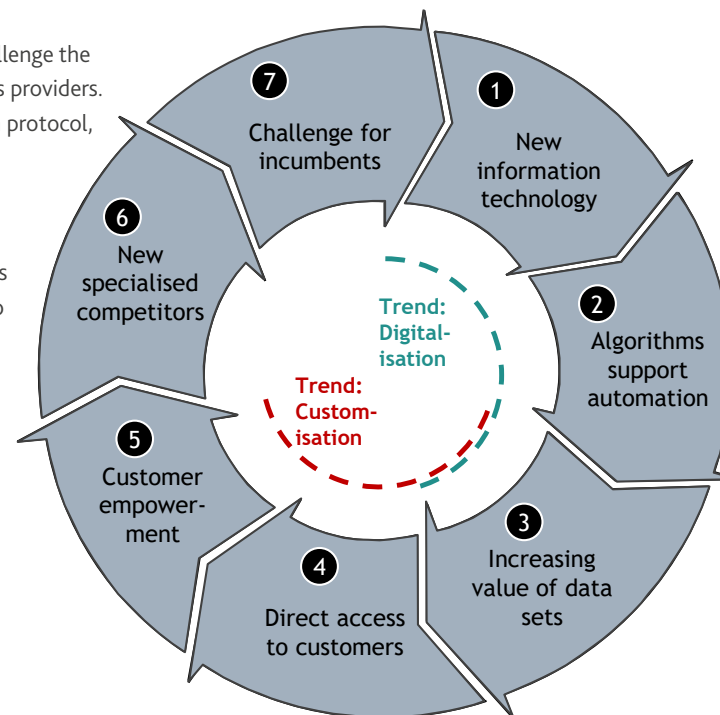 llenge the
s providers.
protocol,
s
1
New
information
technology
2
Algorithms
support
automation
3
Increasing
value of data
sets
4
Direct access
to customers
5
Customer
empower-
ment
6
New
specialised
competitors
7
Challenge for
incumbents
Trend:
Digital-
isation
Trend:
Custom-
isation